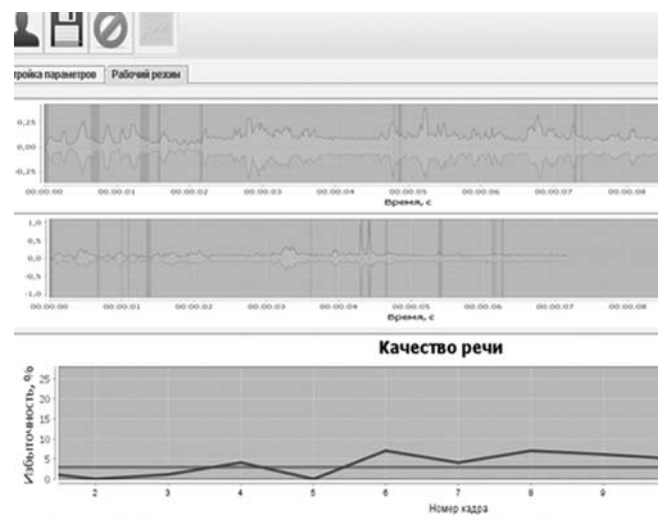 тройка параметров Рабочий режим
0,25
0,00
-0,25
00:00:00 00:00:01 00:00:02 00:00:03 00:00:04 00:00:05 00:00:06 00:00:07 00:00:08
Время, с
1,0
0,5
0,0
-0,5
-1,0
00:00:00 00:00:01 00:00:02 00:00:03 00:00:04 00:00:05 00:00:06 00:00:07 00:00:08
Время, с
Качество речи
Избыточность, %
25
20
15
10
5
0
2 3 4 5 6 7 8 9
Номер кадра